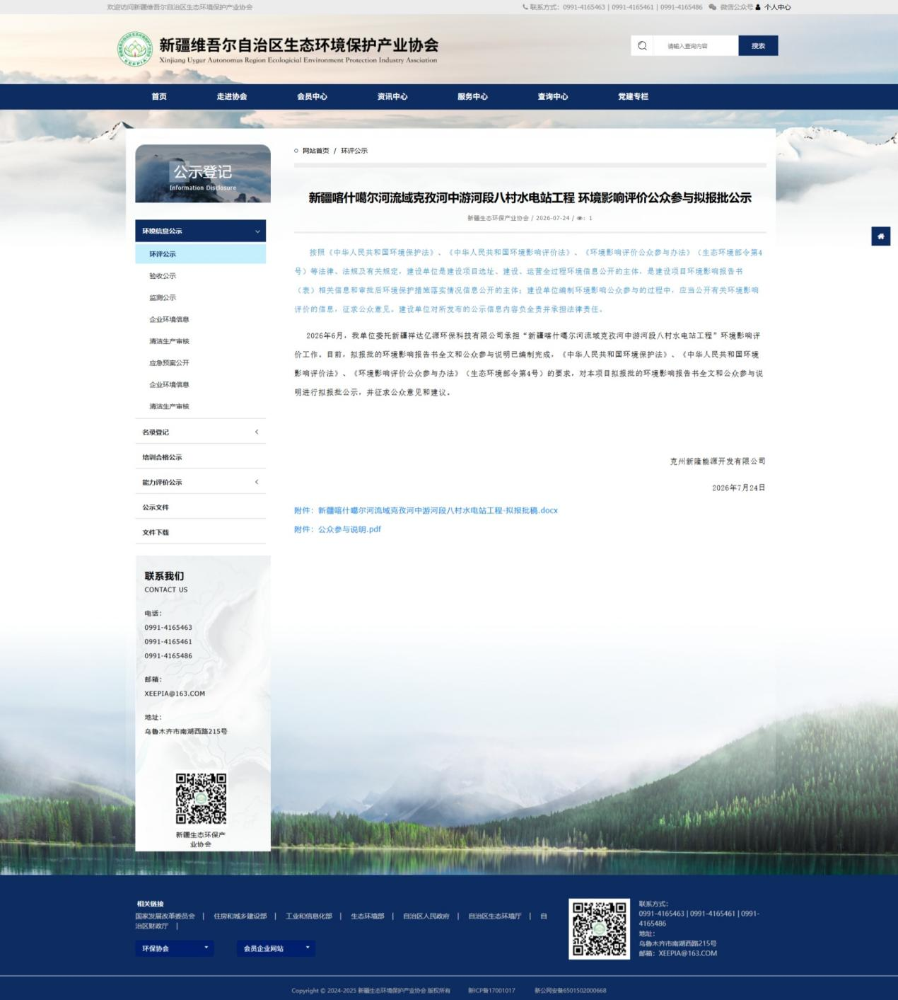 欢迎访问新疆维吾尔自治区生态环境保护产业协会
联系方式：0991-4165463 | 0991-4165461 | 0991-4165486 微信公众号 个人中心
新疆维吾尔自治区生态环境保护产业协会
Xinjiang Uygur Autonomus Region Ecologicial Environment Protection Industry Assciation
XEEPIA
请输入查询内容
搜索
首页 走进协会 会员中心 资讯中心 服务中心 查询中心 党建专栏
公示登记
Information Disclosure
环境信息公示
环评公示
验收公示
监测公示
企业环境信息
清洁生产审核
应急预案公开
企业环境信息
清洁生产审核
名录登记
培训合格公示
能力评价公示
公示文件
文件下载
联系我们
CONTACT US
电话：
0991-4165463
0991-4165461
0991-4165486
邮箱：
XEEPIA@163.COM
地址：
乌鲁木齐市南湖西路215号
新疆生态环保产
业协会
网站首页 / 环评公示
新疆喀什噶尔河流域克孜河中游河段八村水电站工程 环境影响评价公众参与拟报批公示
新疆生态环保产业协会 / 2026-07-24 / ：1
按照《中华人民共和国环境保护法》、《中华人民共和国环境影响评价法》、《环境影响评价公众参与办法》（生态环境部令第4
号）等法律、法规及有关规定，建设单位是建设项目选址、建设、运营全过程环境信息公开的主体，是建设项目环境影响报告书
（表）相关信息和审批后环境保护措施落实情况信息公开的主体；建设单位编制环境影响公众参与的过程中，应当公开有关环境影响
评价的信息，征求公众意见。建设单位对所发布的公示信息内容负全责并承担法律责任。
2026年6月，我单位委托新疆祥达亿源环保科技有限公司承担“新疆喀什噶尔河流域克孜河中游河段八村水电站工程”环境影响评
价工作。目前，拟报批的环境影响报告书全文和公众参与说明已编制完成，《中华人民共和国环境保护法》、《中华人民共和国环境
影响评价法》、《环境影响评价公众参与办法》（生态环境部令第4号）的要求，对本项目拟报批的环境影响报告书全文和公众参与说
明进行拟报批公示，并征求公众意见和建议。
克州新隆能源开发有限公司
2026年7月24日
附件：新疆喀什噶尔河流域克孜河中游河段八村水电站工程-拟报批稿.docx
附件：公众参与说明.pdf
相关链接
国家发展改革委员会 | 住房和城乡建设部 | 工业和信息化部 | 生态环境部 | 自治区人民政府 | 自治区生态环境厅 | 自
治区财政厅 |
环保协会 会员企业网站
联系方式：
0991-4165463 | 0991-4165461 | 0991-
4165486
地址：
乌鲁木齐市南湖西路215号
邮箱：XEEPIA@163.COM
Copyright © 2024-2025 新疆生态环境保护产业协会 版权所有 新ICP备17001017 新公网安备6501502000668